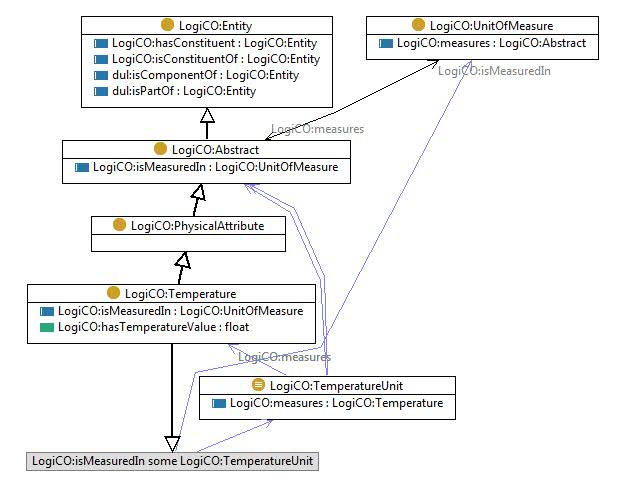 LogiCO:Entity
LogiCO:hasConstituent : LogiCO:Entity
LogiCO:isConstituentOf : LogiCO:Entity
dul:isComponentOf : LogiCO:Entity
dul:isPartOf : LogiCO:Entity
LogiCO:UnitOfMeasure
LogiCO:measures : LogiCO:Abstract
LogiCO:isMeasuredIn
LogiCO:measures
LogiCO:Abstract
LogiCO:isMeasuredIn : LogiCO:UnitOfMeasure
LogiCO:PhysicalAttribute
LogiCO:Temperature
LogiCO:isMeasuredIn : LogiCO:UnitOfMeasure
LogiCO:hasTemperatureValue : float
LogiCO:measures
LogiCO:TemperatureUnit
LogiCO:measures : LogiCO:Temperature
LogiCO:isMeasuredIn some LogiCO:TemperatureUnit